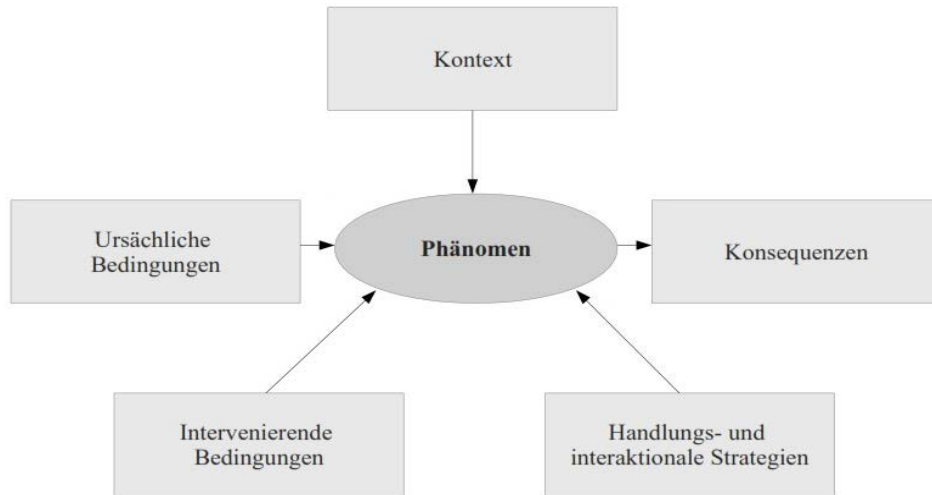 Kontext
Ursächliche
Bedingungen
Phänomen
Konsequenzen
Intervenierende
Bedingungen
Handlungs- und
interaktionale Strategien